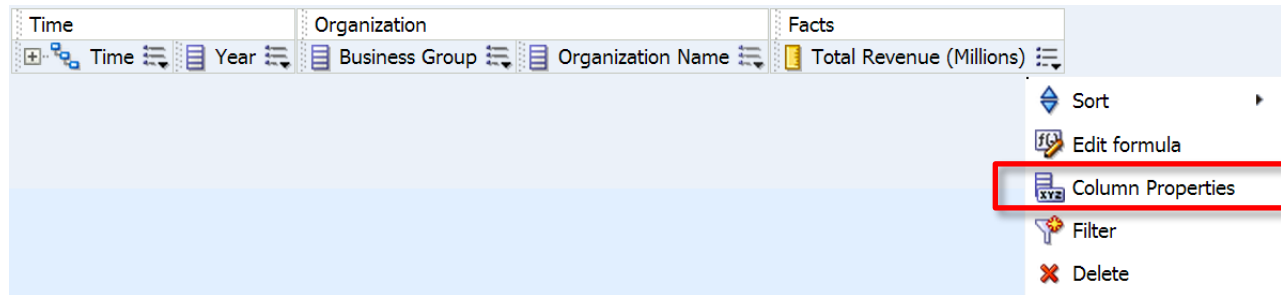 Time Organization Facts
Time Year Business Group Organization Name Total Revenue (Millions)
Sort
Edit formula
Column Properties
Filter
Delete